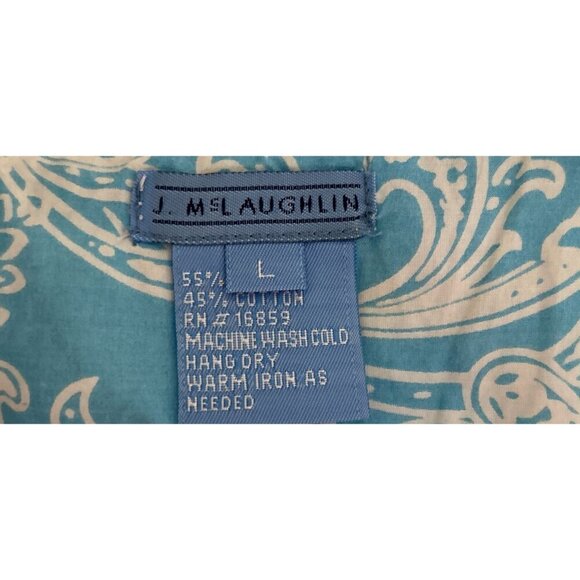 J. McLAUGHLIN
L
55%
45% COTTON
RN# 16859
MACHINE WASH COLD
HANG DRY
WARM IRON AS
NEEDED